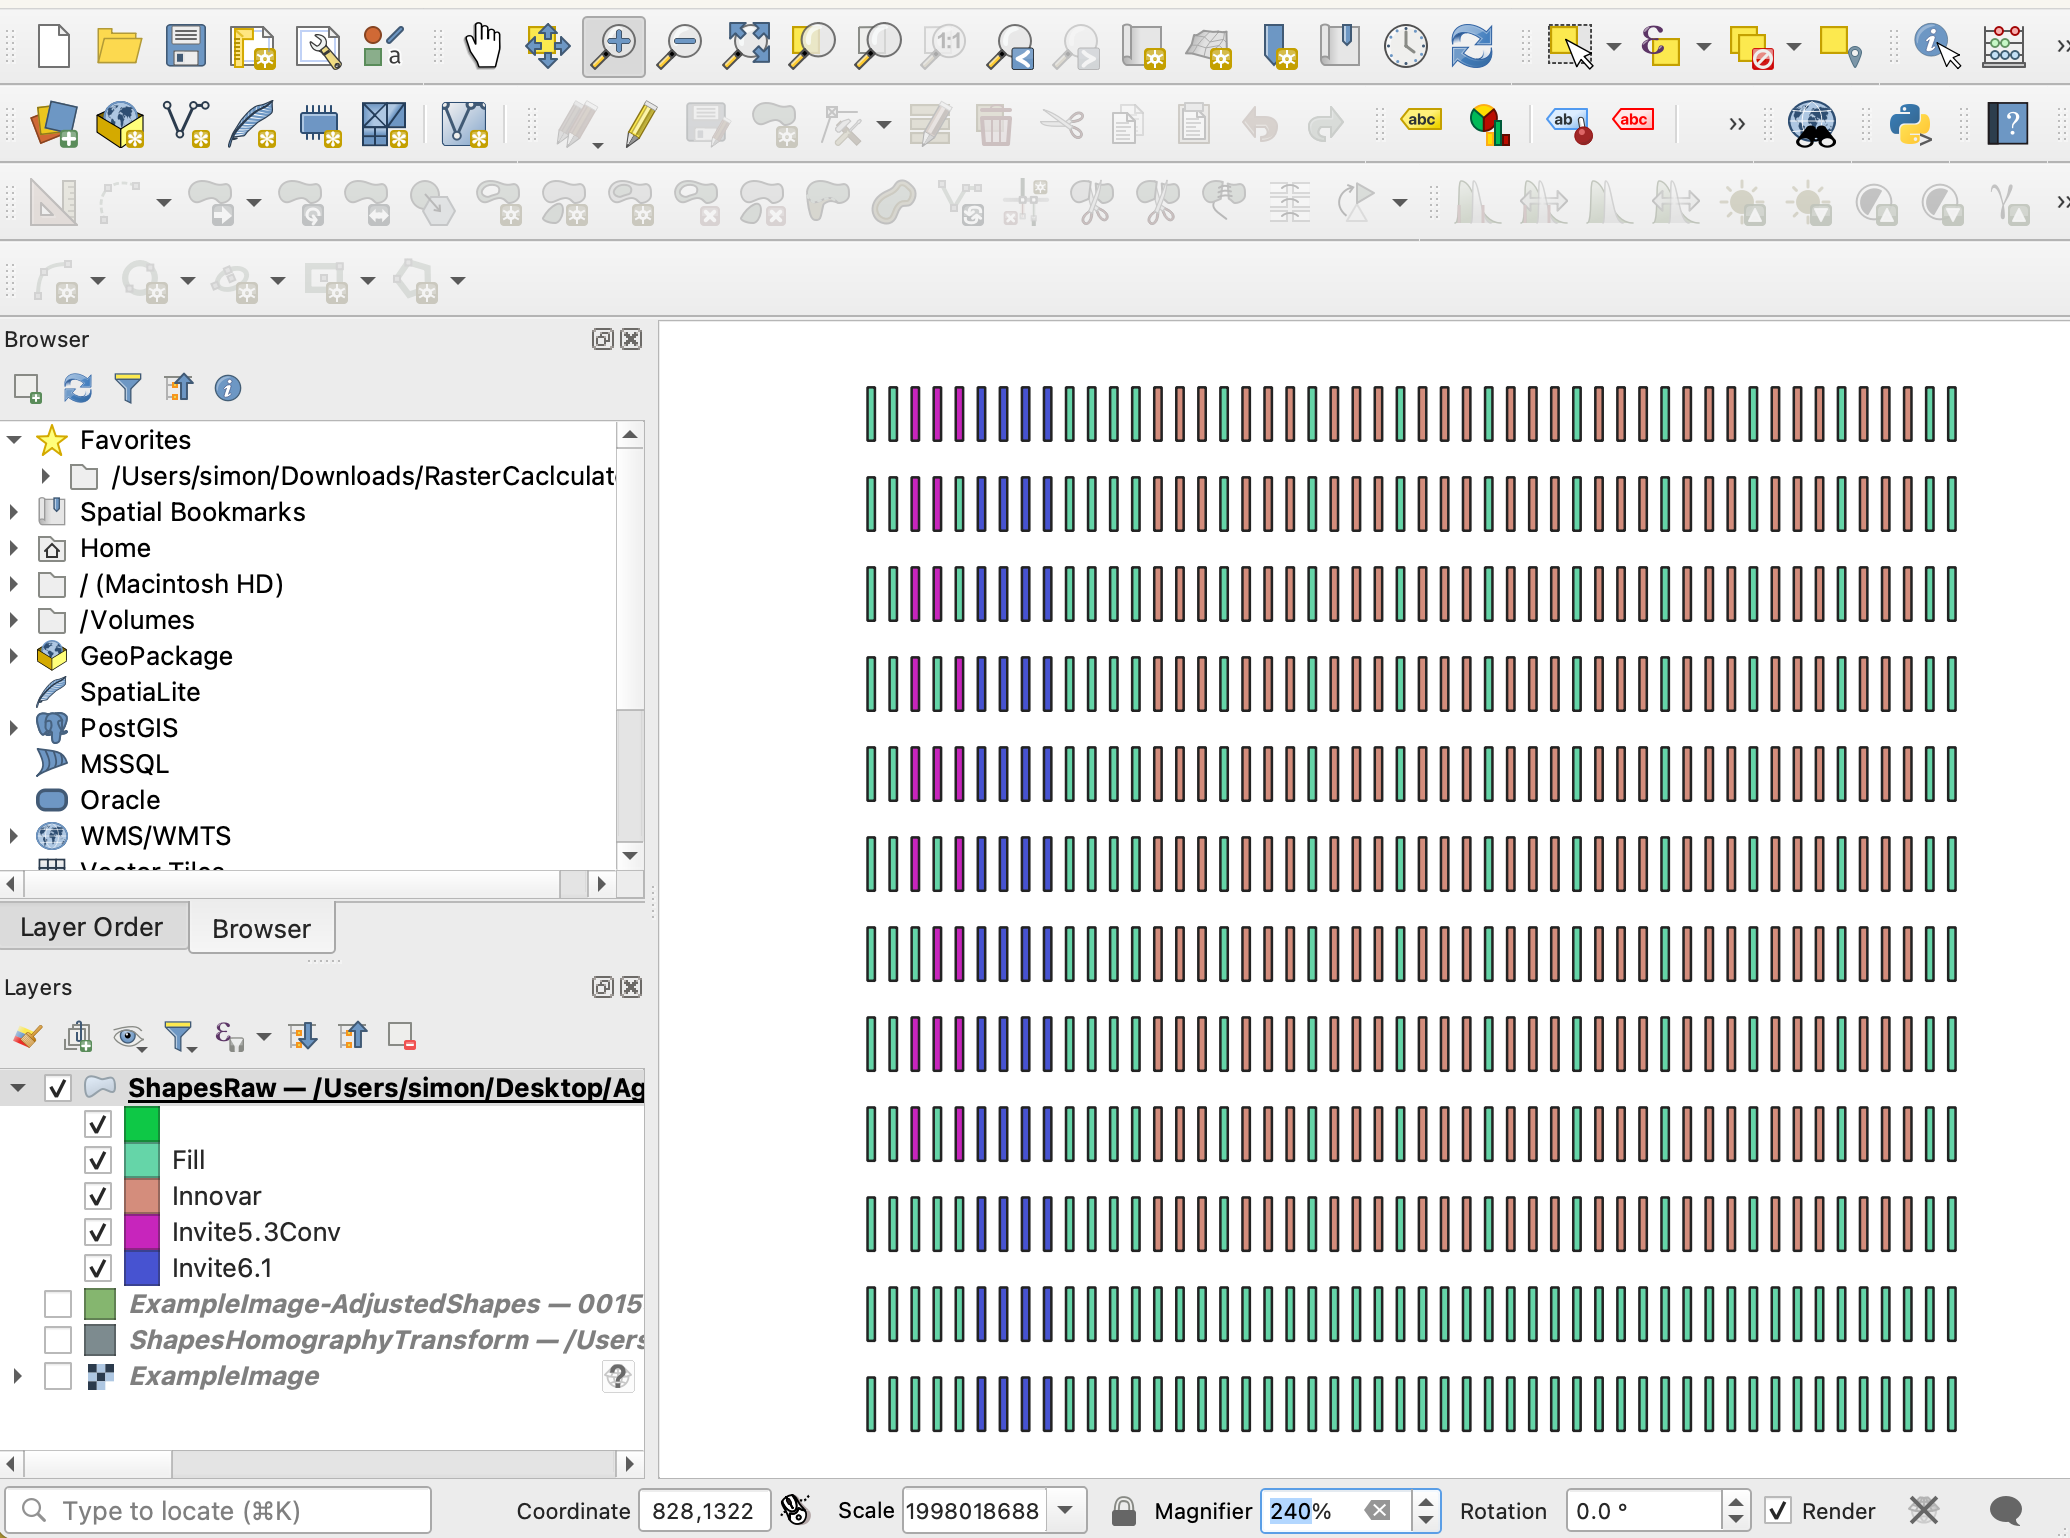 a
1:1
abc
ab
abc
?
Browser
Favorites
/Users/simon/Downloads/RasterCaclculat
Spatial Bookmarks
Home
/ (Macintosh HD)
/Volumes
GeoPackage
SpatiaLite
PostGIS
MSSQL
Oracle
WMS/WMTS
Vector Tiles
Layer Order
Browser
Layers
ShapesRaw — /Users/simon/Desktop/Ag
Fill
Innovar
Invite5.3Conv
Invite6.1
ExampleImage-AdjustedShapes — 0015
ShapesHomographyTransform — /Users
ExampleImage
?
Type to locate (⌘K)
Coordinate 828,1322
Scale 1998018688
Magnifier 240%
Rotation 0.0 °
Render